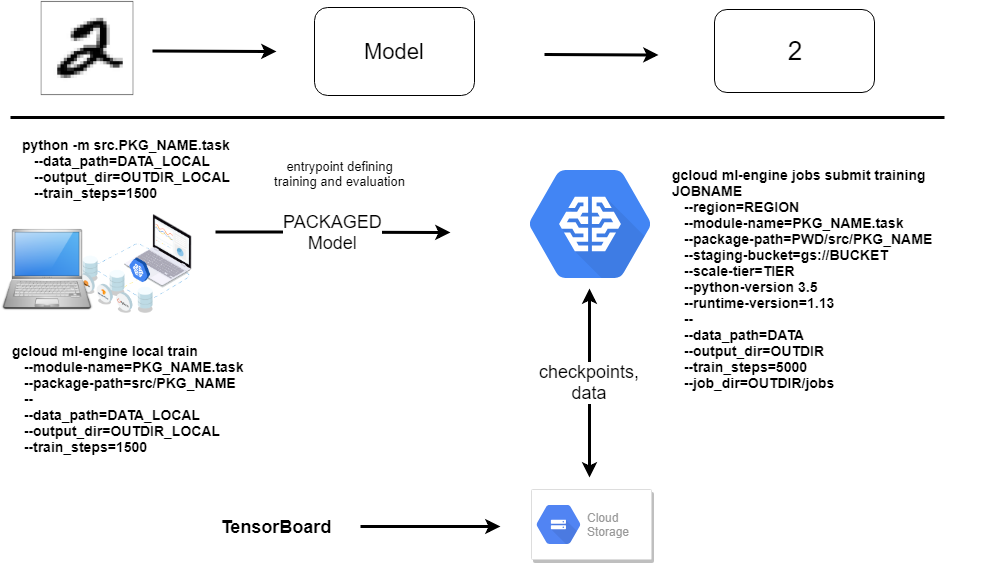 Model
2
python -m src.PKG_NAME.task
--data_path=DATA_LOCAL
--output_dir=OUTDIR_LOCAL
--train_steps=1500
entrypoint defining
training and evaluation
PACKAGED
Model
gcloud ml-engine jobs submit training
JOBNAME
--region=REGION
--module-name=PKG_NAME.task
--package-path=PWD/src/PKG_NAME
--staging-bucket=gs://BUCKET
--scale-tier=TIER
--python-version 3.5
--runtime-version=1.13
--
--data_path=DATA
--output_dir=OUTDIR
--train_steps=5000
--job_dir=OUTDIR/jobs
gcloud ml-engine local train
--module-name=PKG_NAME.task
--package-path=src/PKG_NAME
--
--data_path=DATA_LOCAL
--output_dir=OUTDIR_LOCAL
--train_steps=1500
checkpoints,
data
TensorBoard
Cloud
Storage